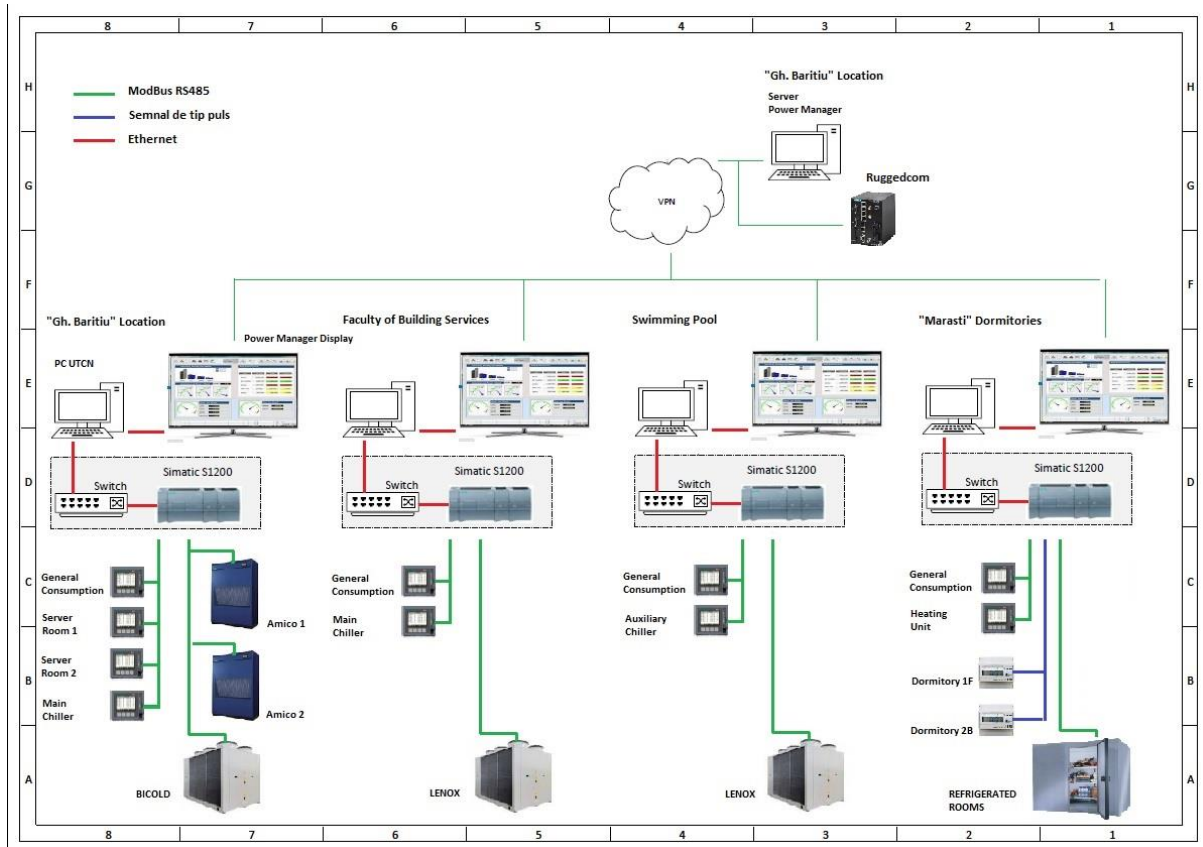 8 7 6 5 4 3 2 1
H
G
F
E
D
C
B
A
H
G
F
E
D
C
B
A
ModBus RS485
Semnal de tip puls
Ethernet
"Gh. Baritiu" Location
Server
Power Manager
VPN
Ruggedcom
"Gh. Baritiu" Location
Faculty of Building Services
Swimming Pool
"Marasti" Dormitories
Power Manager Display
PC UTCN
Simatic S1200
Switch
Simatic S1200
Switch
Simatic S1200
Switch
Simatic S1200
Switch
General
Consumption
Server
Room 1
Server
Room 2
Main
Chiller
Amico 1
Amico 2
BICOLD
General
Consumption
Main
Chiller
LENOX
General
Consumption
Auxiliary
Chiller
LENOX
General
Consumption
Heating
Unit
Dormitory 1F
Dormitory 2B
REFRIGERATED
ROOMS
8 7 6 5 4 3 2 1